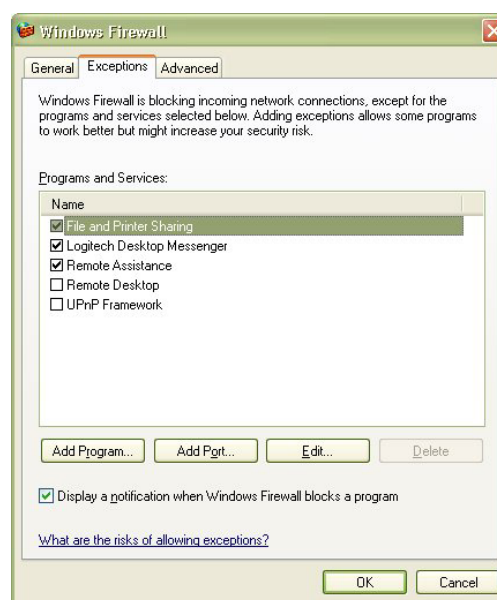 Windows Firewall
General Exceptions Advanced
Windows Firewall is blocking incoming network connections, except for the
programs and services selected below. Adding exceptions allows some programs
to work better but might increase your security risk.
Programs and Services:
Name
File and Printer Sharing
Logitech Desktop Messenger
Remote Assistance
Remote Desktop
UPnP Framework
Add Program... Add Port... Edit... Delete
Display a notification when Windows Firewall blocks a program
What are the risks of allowing exceptions?
OK Cancel